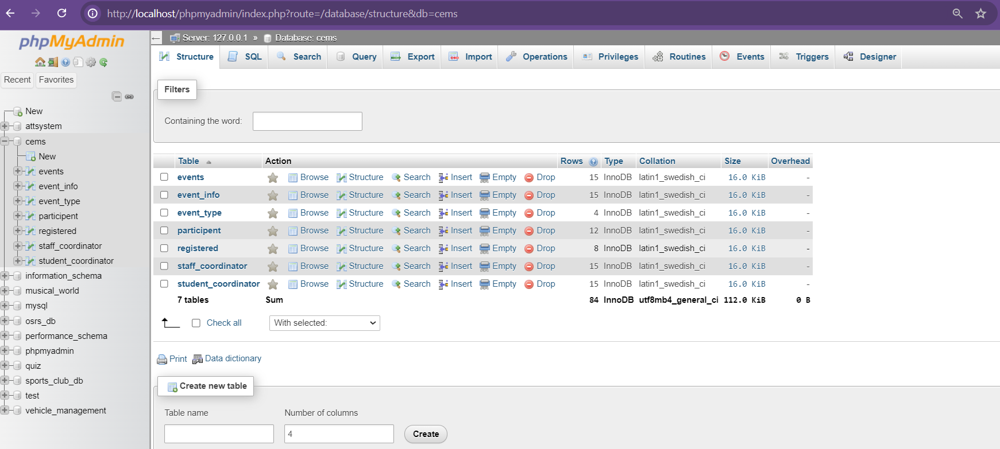 http://localhost/phpmyadmin/index.php?route=/database/structure&db=cems
phpMyAdmin
Recent Favorites
New
attsystem
cems
New
events
event_info
event_type
participent
registered
staff_coordinator
student_coordinator
information_schema
musical_world
mysql
osrs_db
performance_schema
phpmyadmin
quiz
sports_club_db
test
vehicle_management
Server: 127.0.0.1 » Database: cems
Structure SQL Search Query Export Import Operations Privileges Routines Events Triggers Designer
Filters
Containing the word:
Table Action Rows Type Collation Size Overhead
events Browse Structure Search Insert Empty Drop 15 InnoDB latin1_swedish_ci 16.0 KiB -
event_info Browse Structure Search Insert Empty Drop 15 InnoDB latin1_swedish_ci 16.0 KiB -
event_type Browse Structure Search Insert Empty Drop 4 InnoDB latin1_swedish_ci 16.0 KiB -
participent Browse Structure Search Insert Empty Drop 12 InnoDB latin1_swedish_ci 16.0 KiB -
registered Browse Structure Search Insert Empty Drop 8 InnoDB latin1_swedish_ci 16.0 KiB -
staff_coordinator Browse Structure Search Insert Empty Drop 15 InnoDB latin1_swedish_ci 16.0 KiB -
student_coordinator Browse Structure Search Insert Empty Drop 15 InnoDB latin1_swedish_ci 16.0 KiB -
7 tables Sum 84 InnoDB utf8mb4_general_ci 112.0 KiB 0 B
Check all With selected:
Print Data dictionary
Create new table
Table name Number of columns
4 Create